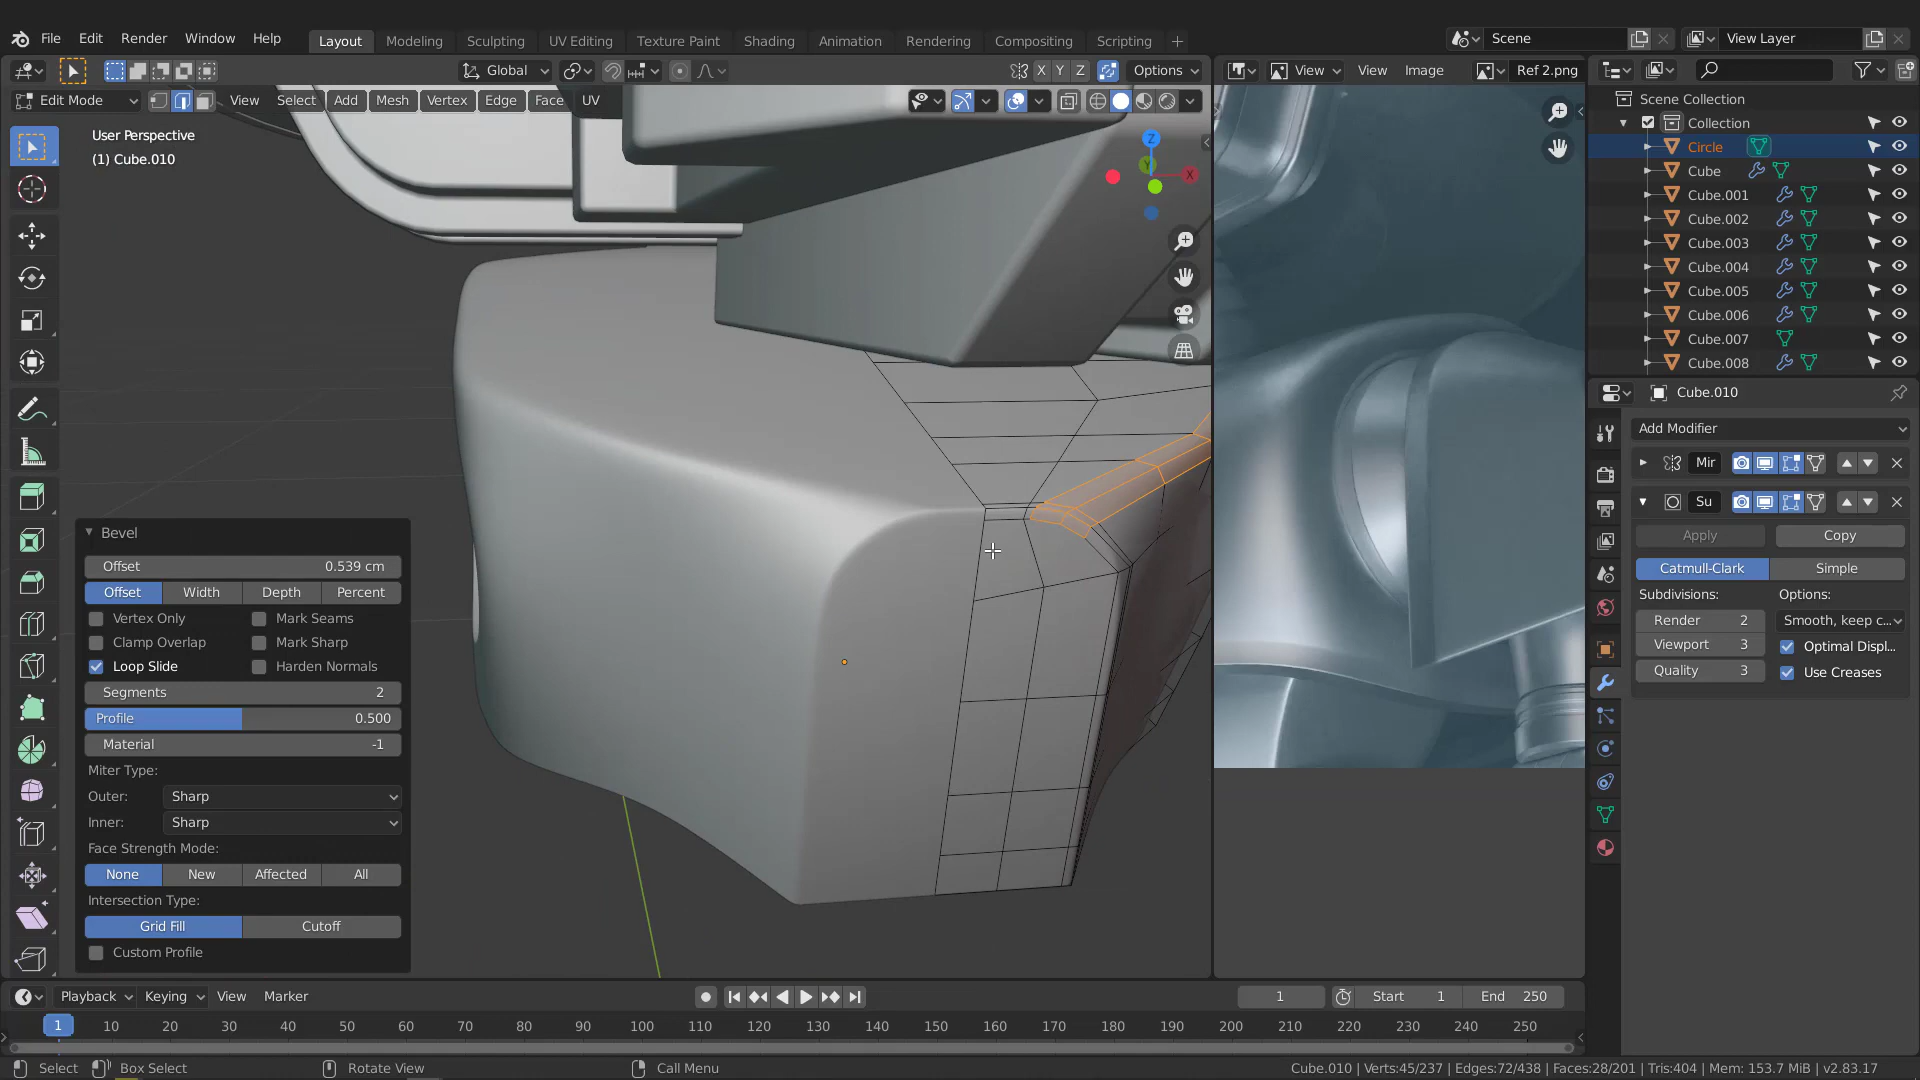 File Edit Render Window Help Layout Modeling Sculpting UV Editing Texture Paint Shading Animation Rendering Compositing Scripting + Scene View Layer
Global X Y Z Options View View Image Ref 2.png
Edit Mode View Select Add Mesh Vertex Edge Face UV
Scene Collection
Collection
Circle
Cube
Cube.001
Cube.002
Cube.003
Cube.004
Cube.005
Cube.006
Cube.007
Cube.008
User Perspective
(1) Cube.010
Z
Y
X
Cube.010
Add Modifier
Mir
Su
Apply Copy
Catmull-Clark Simple
Subdivisions: Options:
Render 2 Smooth, keep c...
Viewport 3 Optimal Displ...
Quality 3 Use Creases
Bevel
Offset 0.539 cm
Offset Width Depth Percent
Vertex Only Mark Seams
Clamp Overlap Mark Sharp
Loop Slide Harden Normals
Segments 2
Profile 0.500
Material -1
Miter Type:
Outer: Sharp
Inner: Sharp
Face Strength Mode:
None New Affected All
Intersection Type:
Grid Fill Cutoff
Custom Profile
Playback Keying View Marker 1 Start 1 End 250
1 10 20 30 40 50 60 70 80 90 100 110 120 130 140 150 160 170 180 190 200 210 220 230 240 250
Select Box Select Rotate View Call Menu Cube.010 | Verts:45/237 | Edges:72/438 | Faces:28/201 | Tris:404 | Mem: 153.7 MiB | v2.83.17